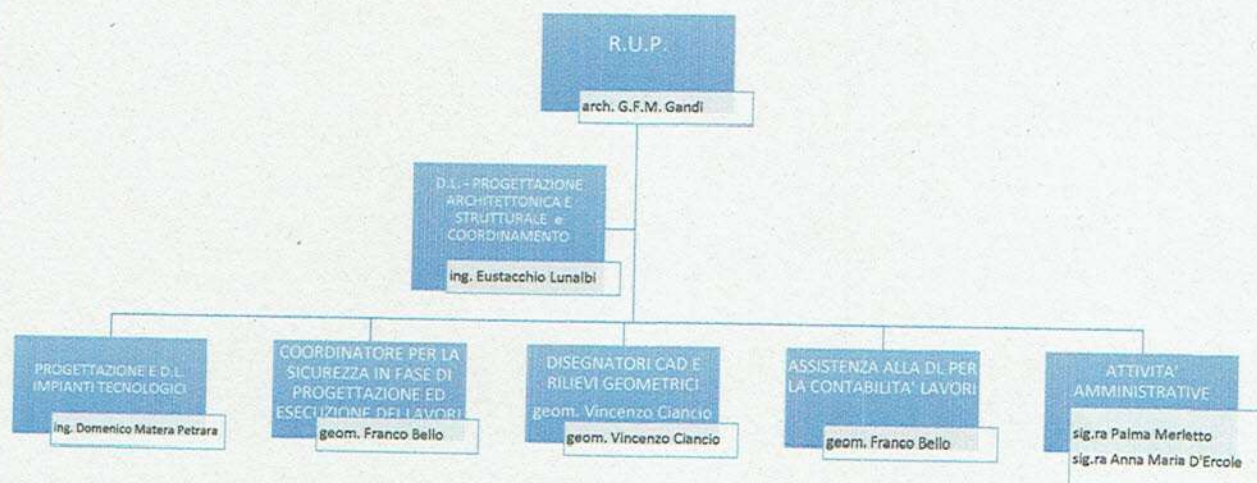 R.U.P.
arch. G.F.M. Gandi
D.L. - PROGETTAZIONE
ARCHITETTONICA E
STRUTTURALE e
COORDINAMENTO
ing. Eustacchio Lunalbi
PROGETTAZIONE E D.L.
IMPIANTI TECNOLOGICI
ing. Domenico Matera Petrara
COORDINATORE PER LA
SICUREZZA IN FASE DI
PROGETTAZIONE ED
ESECUZIONE DEI LAVORI
geom. Franco Bello
DISEGNATORI CAD E
RILIEVI GEOMETRICI
geom. Vincenzo Ciancio
geom. Vincenzo Ciancio
ASSISTENZA ALLA DL PER
LA CONTABILITA' LAVORI
geom. Franco Bello
ATTIVITA'
AMMINISTRATIVE
sig.ra Palma Merletto
sig.ra Anna Maria D'Ercole